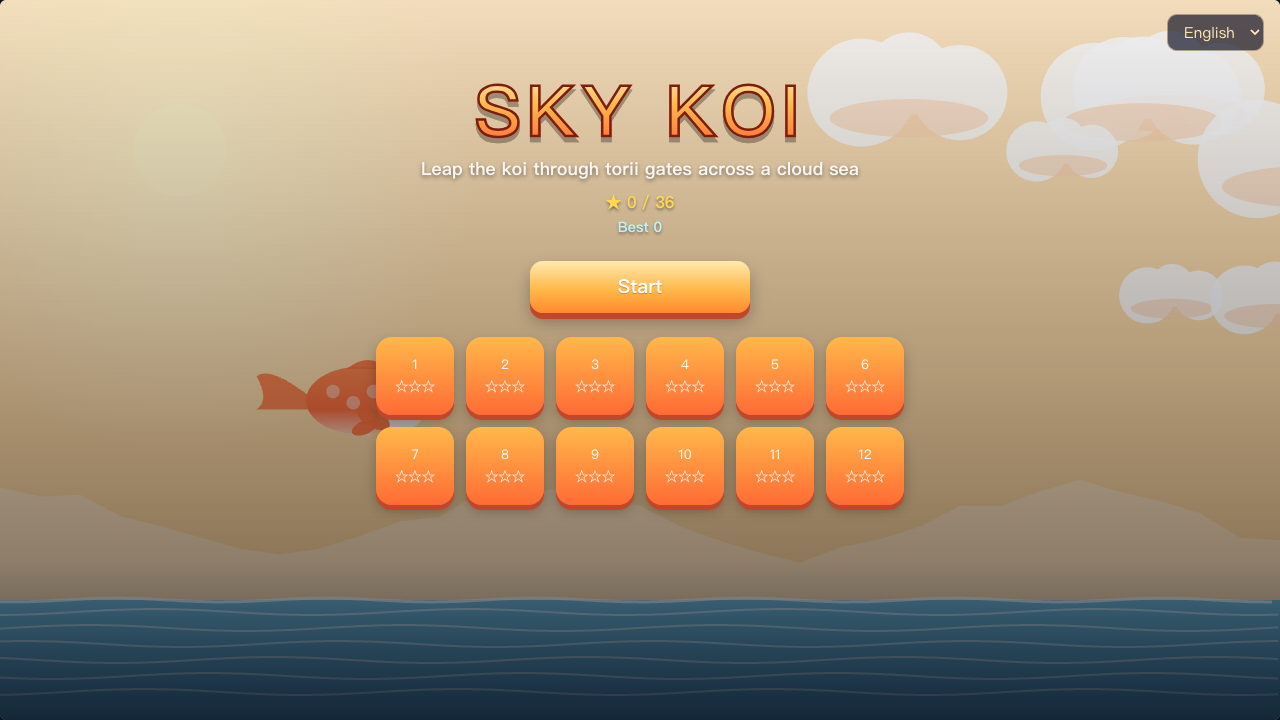 English
SKY KOI
Leap the koi through torii gates across a cloud sea
★ 0 / 36
Best 0
Start
1 2 3 4 5 6
☆☆☆ ☆☆☆ ☆☆☆ ☆☆☆ ☆☆☆ ☆☆☆
7 8 9 10 11 12
☆☆☆ ☆☆☆ ☆☆☆ ☆☆☆ ☆☆☆ ☆☆☆